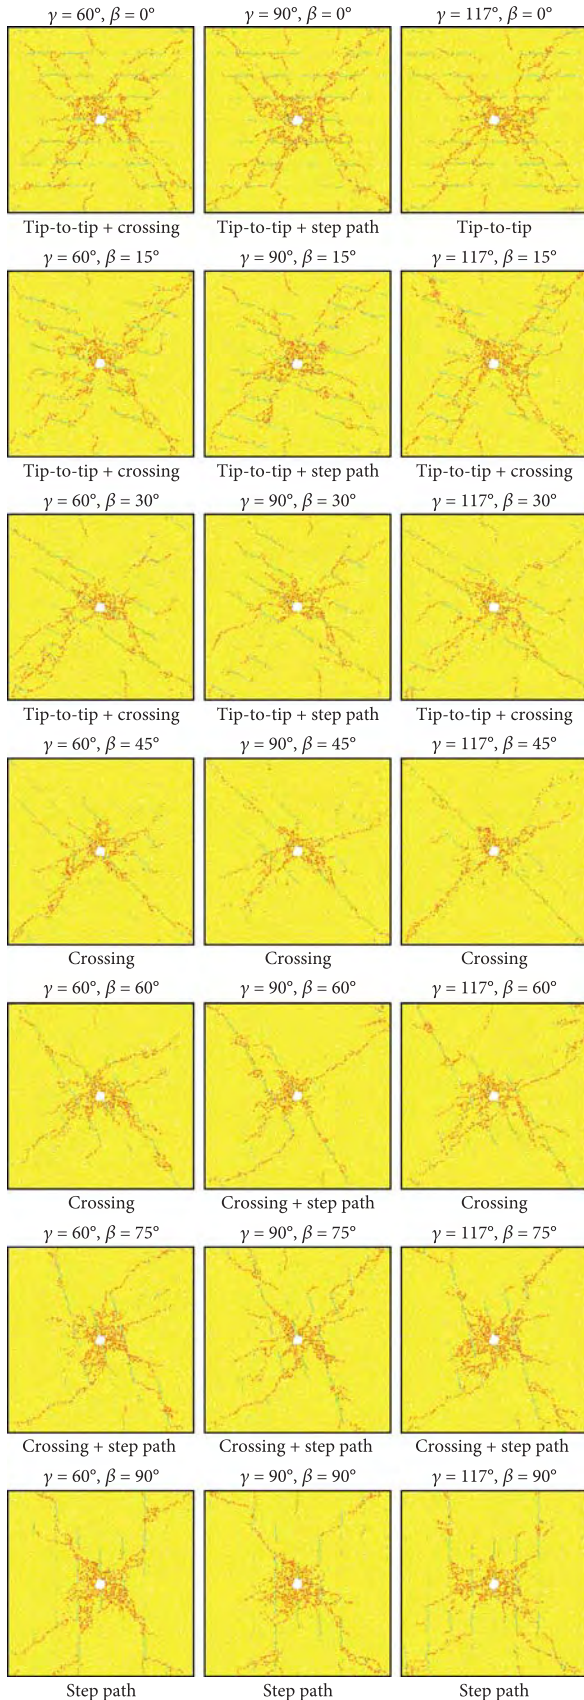 γ = 60°, β = 0° γ = 90°, β = 0° γ = 117°, β = 0°
Tip-to-tip + crossing Tip-to-tip + step path Tip-to-tip
γ = 60°, β = 15° γ = 90°, β = 15° γ = 117°, β = 15°
Tip-to-tip + crossing Tip-to-tip + step path Tip-to-tip + crossing
γ = 60°, β = 30° γ = 90°, β = 30° γ = 117°, β = 30°
Tip-to-tip + crossing Tip-to-tip + step path Tip-to-tip + crossing
γ = 60°, β = 45° γ = 90°, β = 45° γ = 117°, β = 45°
Crossing Crossing Crossing
γ = 60°, β = 60° γ = 90°, β = 60° γ = 117°, β = 60°
Crossing Crossing + step path Crossing
γ = 60°, β = 75° γ = 90°, β = 75° γ = 117°, β = 75°
Crossing + step path Crossing + step path Crossing + step path
γ = 60°, β = 90° γ = 90°, β = 90° γ = 117°, β = 90°
Step path Step path Step path